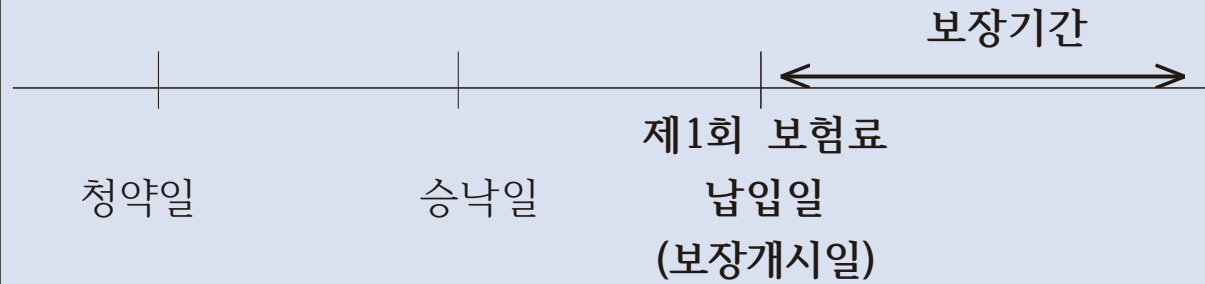 보장기간
청약일
승낙일
제1회 보험료
납입일
(보장개시일)